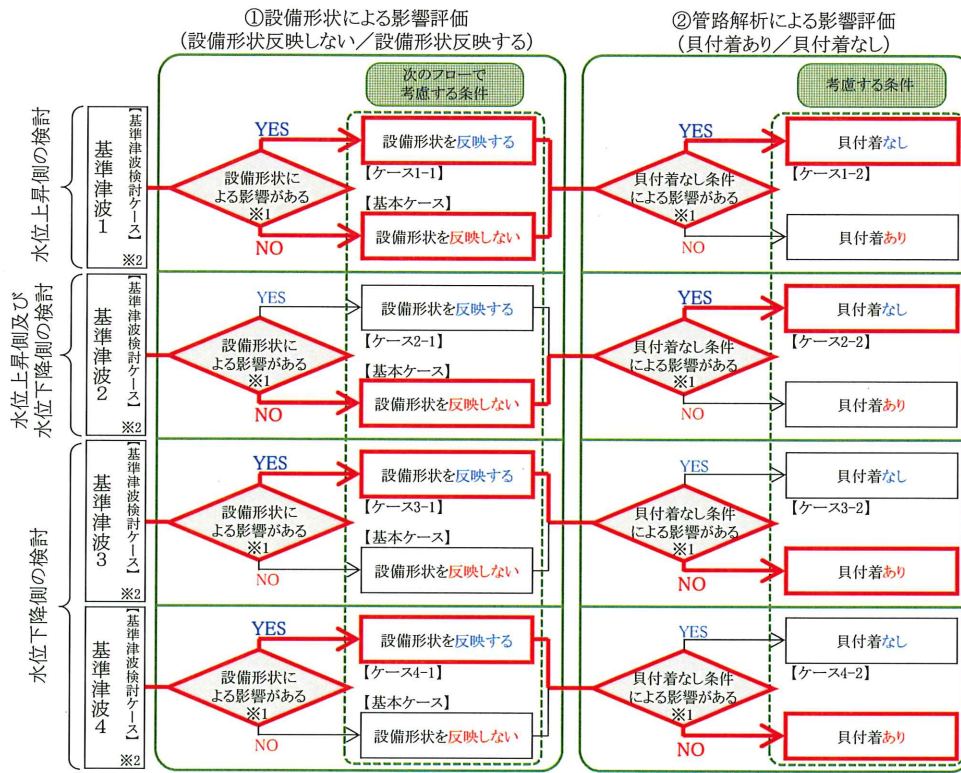 ①設備形状による影響評価
(設備形状反映しない／設備形状反映する)
②管路解析による影響評価
(貝付着あり／貝付着なし)
次のフローで
考慮する条件
考慮する条件
水位上昇側の検討
基準津波1
【基準津波検討ケース】
※2
設備形状に
よる影響がある
※1
YES
設備形状を反映する
【ケース1-1】
【基本ケース】
NO
設備形状を反映しない
貝付着なし条件
による影響がある
※1
YES
貝付着なし
【ケース1-2】
NO
貝付着あり
水位上昇側及び
水位下降側の検討
基準津波2
【基準津波検討ケース】
※2
設備形状に
よる影響がある
※1
YES
設備形状を反映する
【ケース2-1】
【基本ケース】
NO
設備形状を反映しない
貝付着なし条件
による影響がある
※1
YES
貝付着なし
【ケース2-2】
NO
貝付着あり
水位下降側の検討
基準津波3
【基準津波検討ケース】
※2
設備形状に
よる影響がある
※1
YES
設備形状を反映する
【ケース3-1】
【基本ケース】
NO
設備形状を反映しない
貝付着なし条件
による影響がある
※1
YES
貝付着なし
【ケース3-2】
NO
貝付着あり
基準津波4
【基準津波検討ケース】
※2
設備形状に
よる影響がある
※1
YES
設備形状を反映する
【ケース4-1】
【基本ケース】
NO
設備形状を反映しない
貝付着なし条件
による影響がある
※1
YES
貝付着なし
【ケース4-2】
NO
貝付着あり